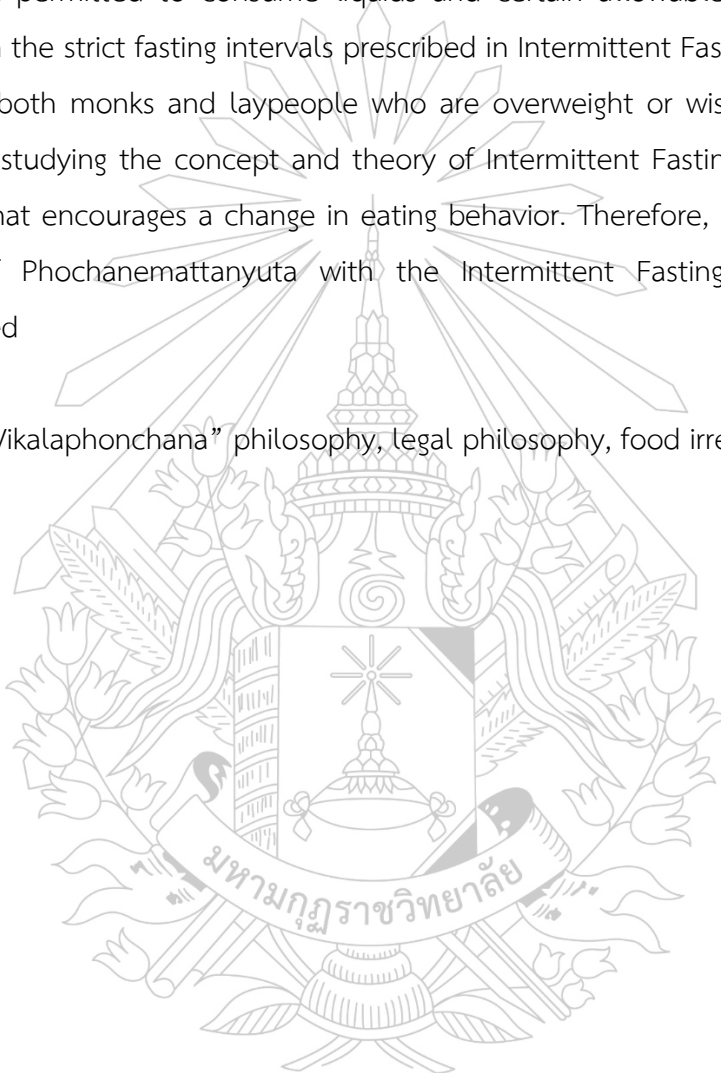 permitted to consume liquids and certain allowable
the strict fasting intervals prescribed in Intermittent Fas
both monks and laypeople who are overweight or wis
studying the concept and theory of Intermittent Fastin
hat encourages a change in eating behavior. Therefore,
Phochanemattanyuta with the Intermittent Fasting
ed
Vikalaphonchana” philosophy, legal philosophy, food irre
มหามกุฏราชวิทยาลัย